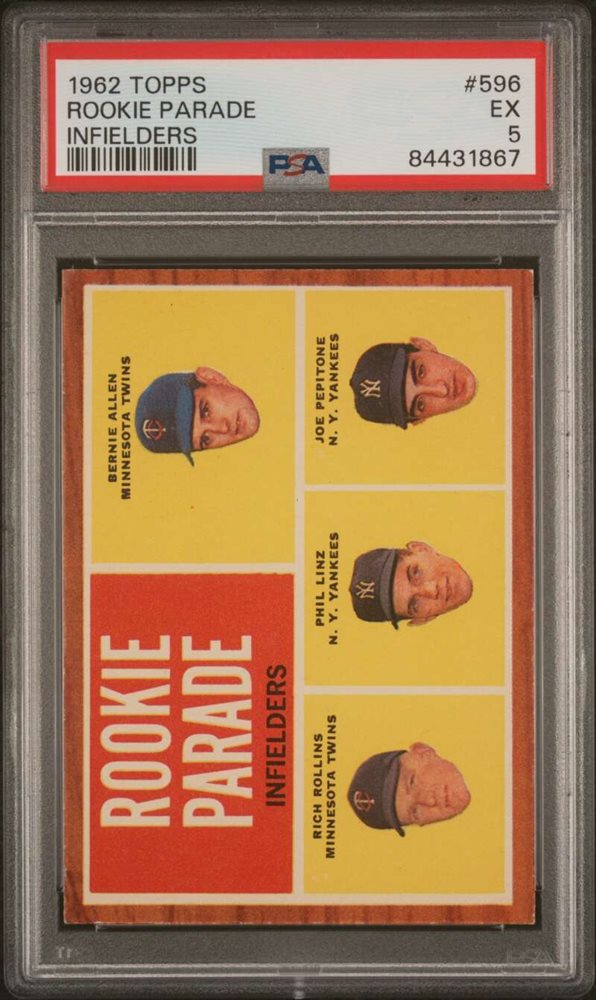 1962 TOPPS
ROOKIE PARADE
INFIELDERS
#596
EX
5
84431867
PSA
ROOKIE
PARADE
INFIELDERS
BERNIE ALLEN
MINNESOTA TWINS
RICH ROLLINS
MINNESOTA TWINS
PHIL LINZ
N. Y. YANKEES
JOE PEPITONE
N. Y. YANKEES